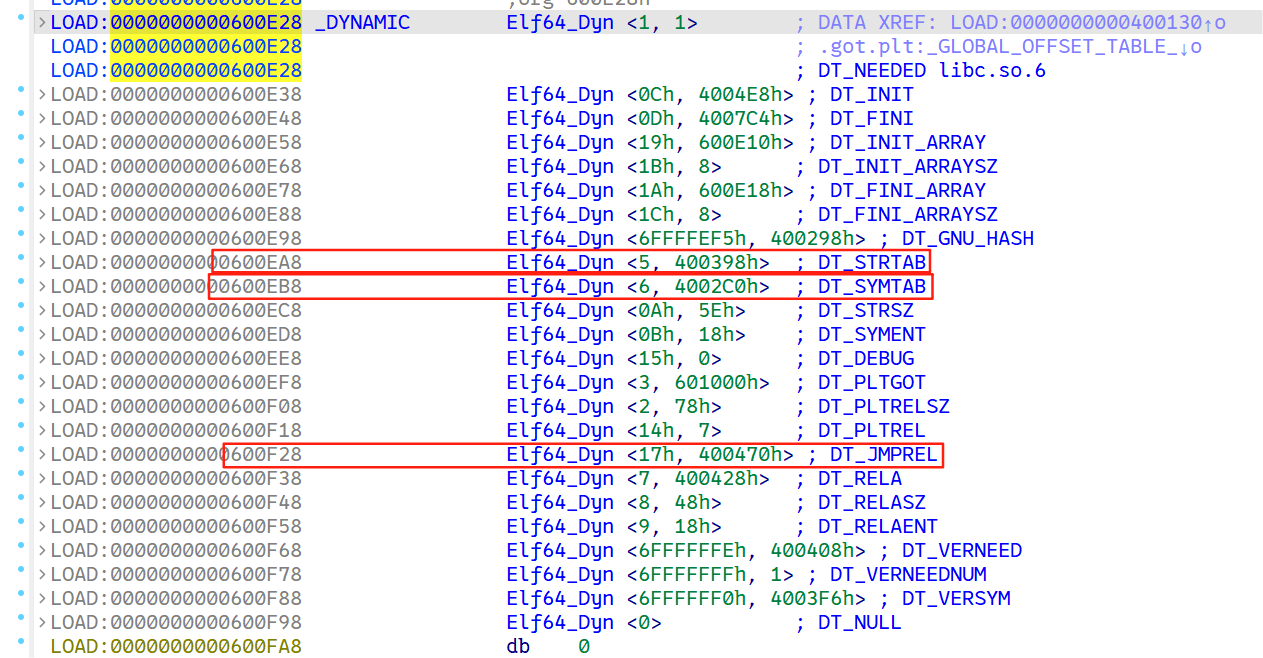 LOAD:0000000000600E28 ;org 600E28h
>LOAD:0000000000600E28 _DYNAMIC Elf64_Dyn <1, 1> ; DATA XREF: LOAD:0000000000400130↑o
LOAD:0000000000600E28 ; .got.plt:_GLOBAL_OFFSET_TABLE_↓o
LOAD:0000000000600E28 ; DT_NEEDED libc.so.6
>LOAD:0000000000600E38 Elf64_Dyn <0Ch, 4004E8h> ; DT_INIT
>LOAD:0000000000600E48 Elf64_Dyn <0Dh, 4007C4h> ; DT_FINI
>LOAD:0000000000600E58 Elf64_Dyn <19h, 600E10h> ; DT_INIT_ARRAY
>LOAD:0000000000600E68 Elf64_Dyn <1Bh, 8> ; DT_INIT_ARRAYSZ
>LOAD:0000000000600E78 Elf64_Dyn <1Ah, 600E18h> ; DT_FINI_ARRAY
>LOAD:0000000000600E88 Elf64_Dyn <1Ch, 8> ; DT_FINI_ARRAYSZ
>LOAD:0000000000600E98 Elf64_Dyn <6FFFFEF5h, 400298h> ; DT_GNU_HASH
>LOAD:0000000000600EA8 Elf64_Dyn <5, 400398h> ; DT_STRTAB
>LOAD:0000000000600EB8 Elf64_Dyn <6, 4002C0h> ; DT_SYMTAB
>LOAD:0000000000600EC8 Elf64_Dyn <0Ah, 5Eh> ; DT_STRSZ
>LOAD:0000000000600ED8 Elf64_Dyn <0Bh, 18h> ; DT_SYMENT
>LOAD:0000000000600EE8 Elf64_Dyn <15h, 0> ; DT_DEBUG
>LOAD:0000000000600EF8 Elf64_Dyn <3, 601000h> ; DT_PLTGOT
>LOAD:0000000000600F08 Elf64_Dyn <2, 78h> ; DT_PLTRELSZ
>LOAD:0000000000600F18 Elf64_Dyn <14h, 7> ; DT_PLTREL
>LOAD:0000000000600F28 Elf64_Dyn <17h, 400470h> ; DT_JMPREL
>LOAD:0000000000600F38 Elf64_Dyn <7, 400428h> ; DT_RELA
>LOAD:0000000000600F48 Elf64_Dyn <8, 48h> ; DT_RELASZ
>LOAD:0000000000600F58 Elf64_Dyn <9, 18h> ; DT_RELAENT
>LOAD:0000000000600F68 Elf64_Dyn <6FFFFFFEh, 400408h> ; DT_VERNEED
>LOAD:0000000000600F78 Elf64_Dyn <6FFFFFFFh, 1> ; DT_VERNEEDNUM
>LOAD:0000000000600F88 Elf64_Dyn <6FFFFFF0h, 4003F6h> ; DT_VERSYM
>LOAD:0000000000600F98 Elf64_Dyn <0> ; DT_NULL
LOAD:0000000000600FA8 db 0